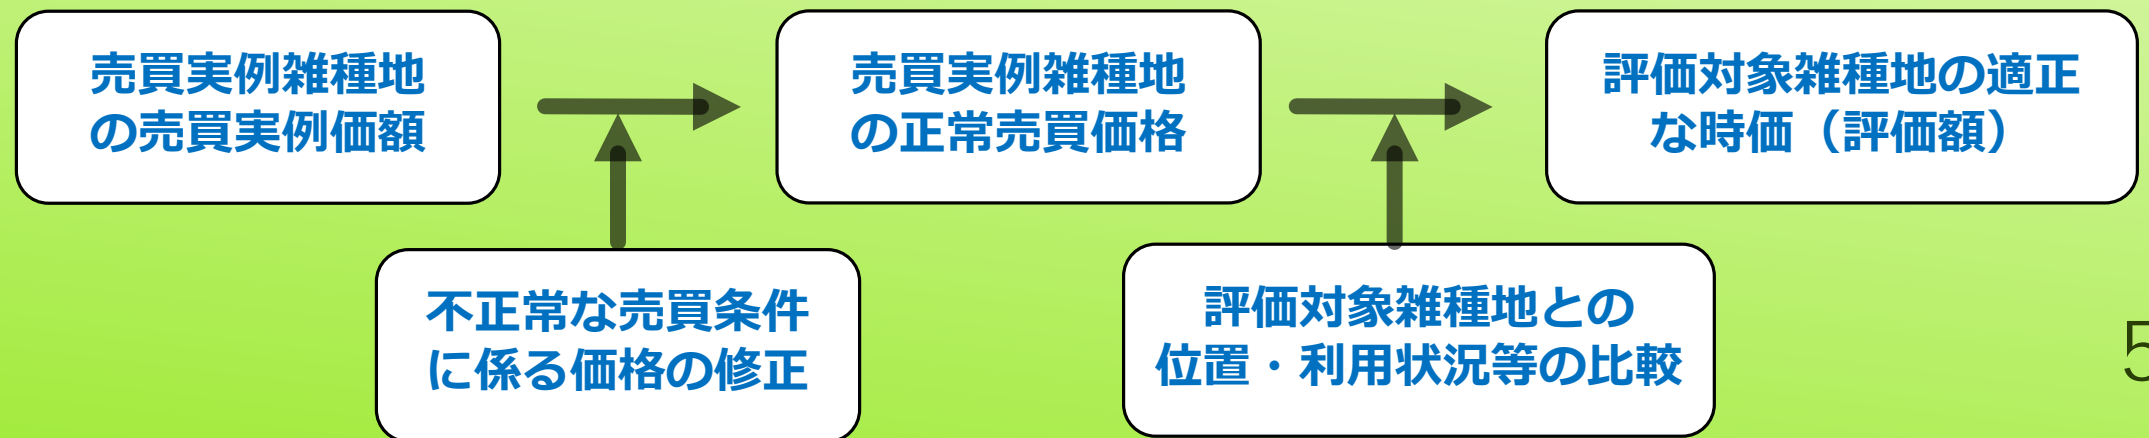 売買実例雑種地
の売買実例価額
売買実例雑種地
の正常売買価格
評価対象雑種地の適正
な時価（評価額）
不正常な売買条件
に係る価格の修正
評価対象雑種地との
位置・利用状況等の比較
5